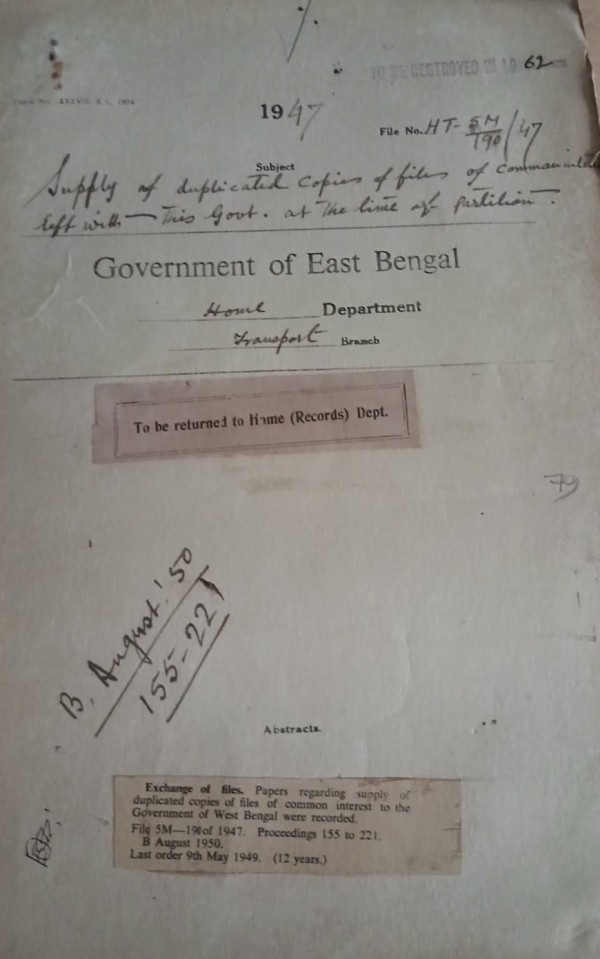 TO BE DESTROYED IN 19 62
1947
File No. HT-5M/190/47
Subject
Supply of duplicated copies of files of common
left with this Govt. at the time of partition.
Government of East Bengal
Home Department
Transport Branch
To be returned to Home (Records) Dept.
79
B, August '50
155-221
Abstracts.
Exchange of files. Papers regarding supply of
duplicated copies of files of common interest to the
Government of West Bengal were recorded.
File 5M—190 of 1947. Proceedings 155 to 221.
B August 1950.
Last order 9th May 1949. (12 years.)